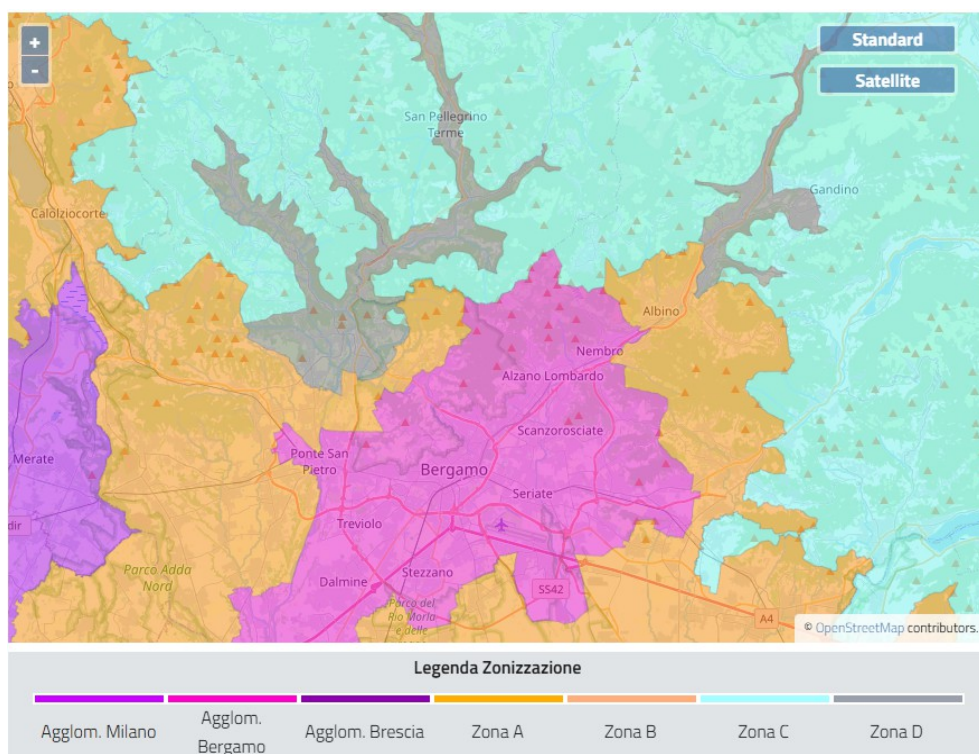 +
-
Standard
Satellite
San Pellegrino
Terme
Gandino
Calolziocorte
Albino
Nembro
Alzano Lombardo
Scanzorosciate
Merate
Ponte San
Pietro
Bergamo
Seriate
dir
Treviolo
Parco Adda
Nord
Dalmine
Stezzano
SS42
Parco del
Rio Morla
e delle
A4
© OpenStreetMap contributors.
Legenda Zonizzazione
Agglom. Milano
Agglom.
Bergamo
Agglom. Brescia
Zona A
Zona B
Zona C
Zona D